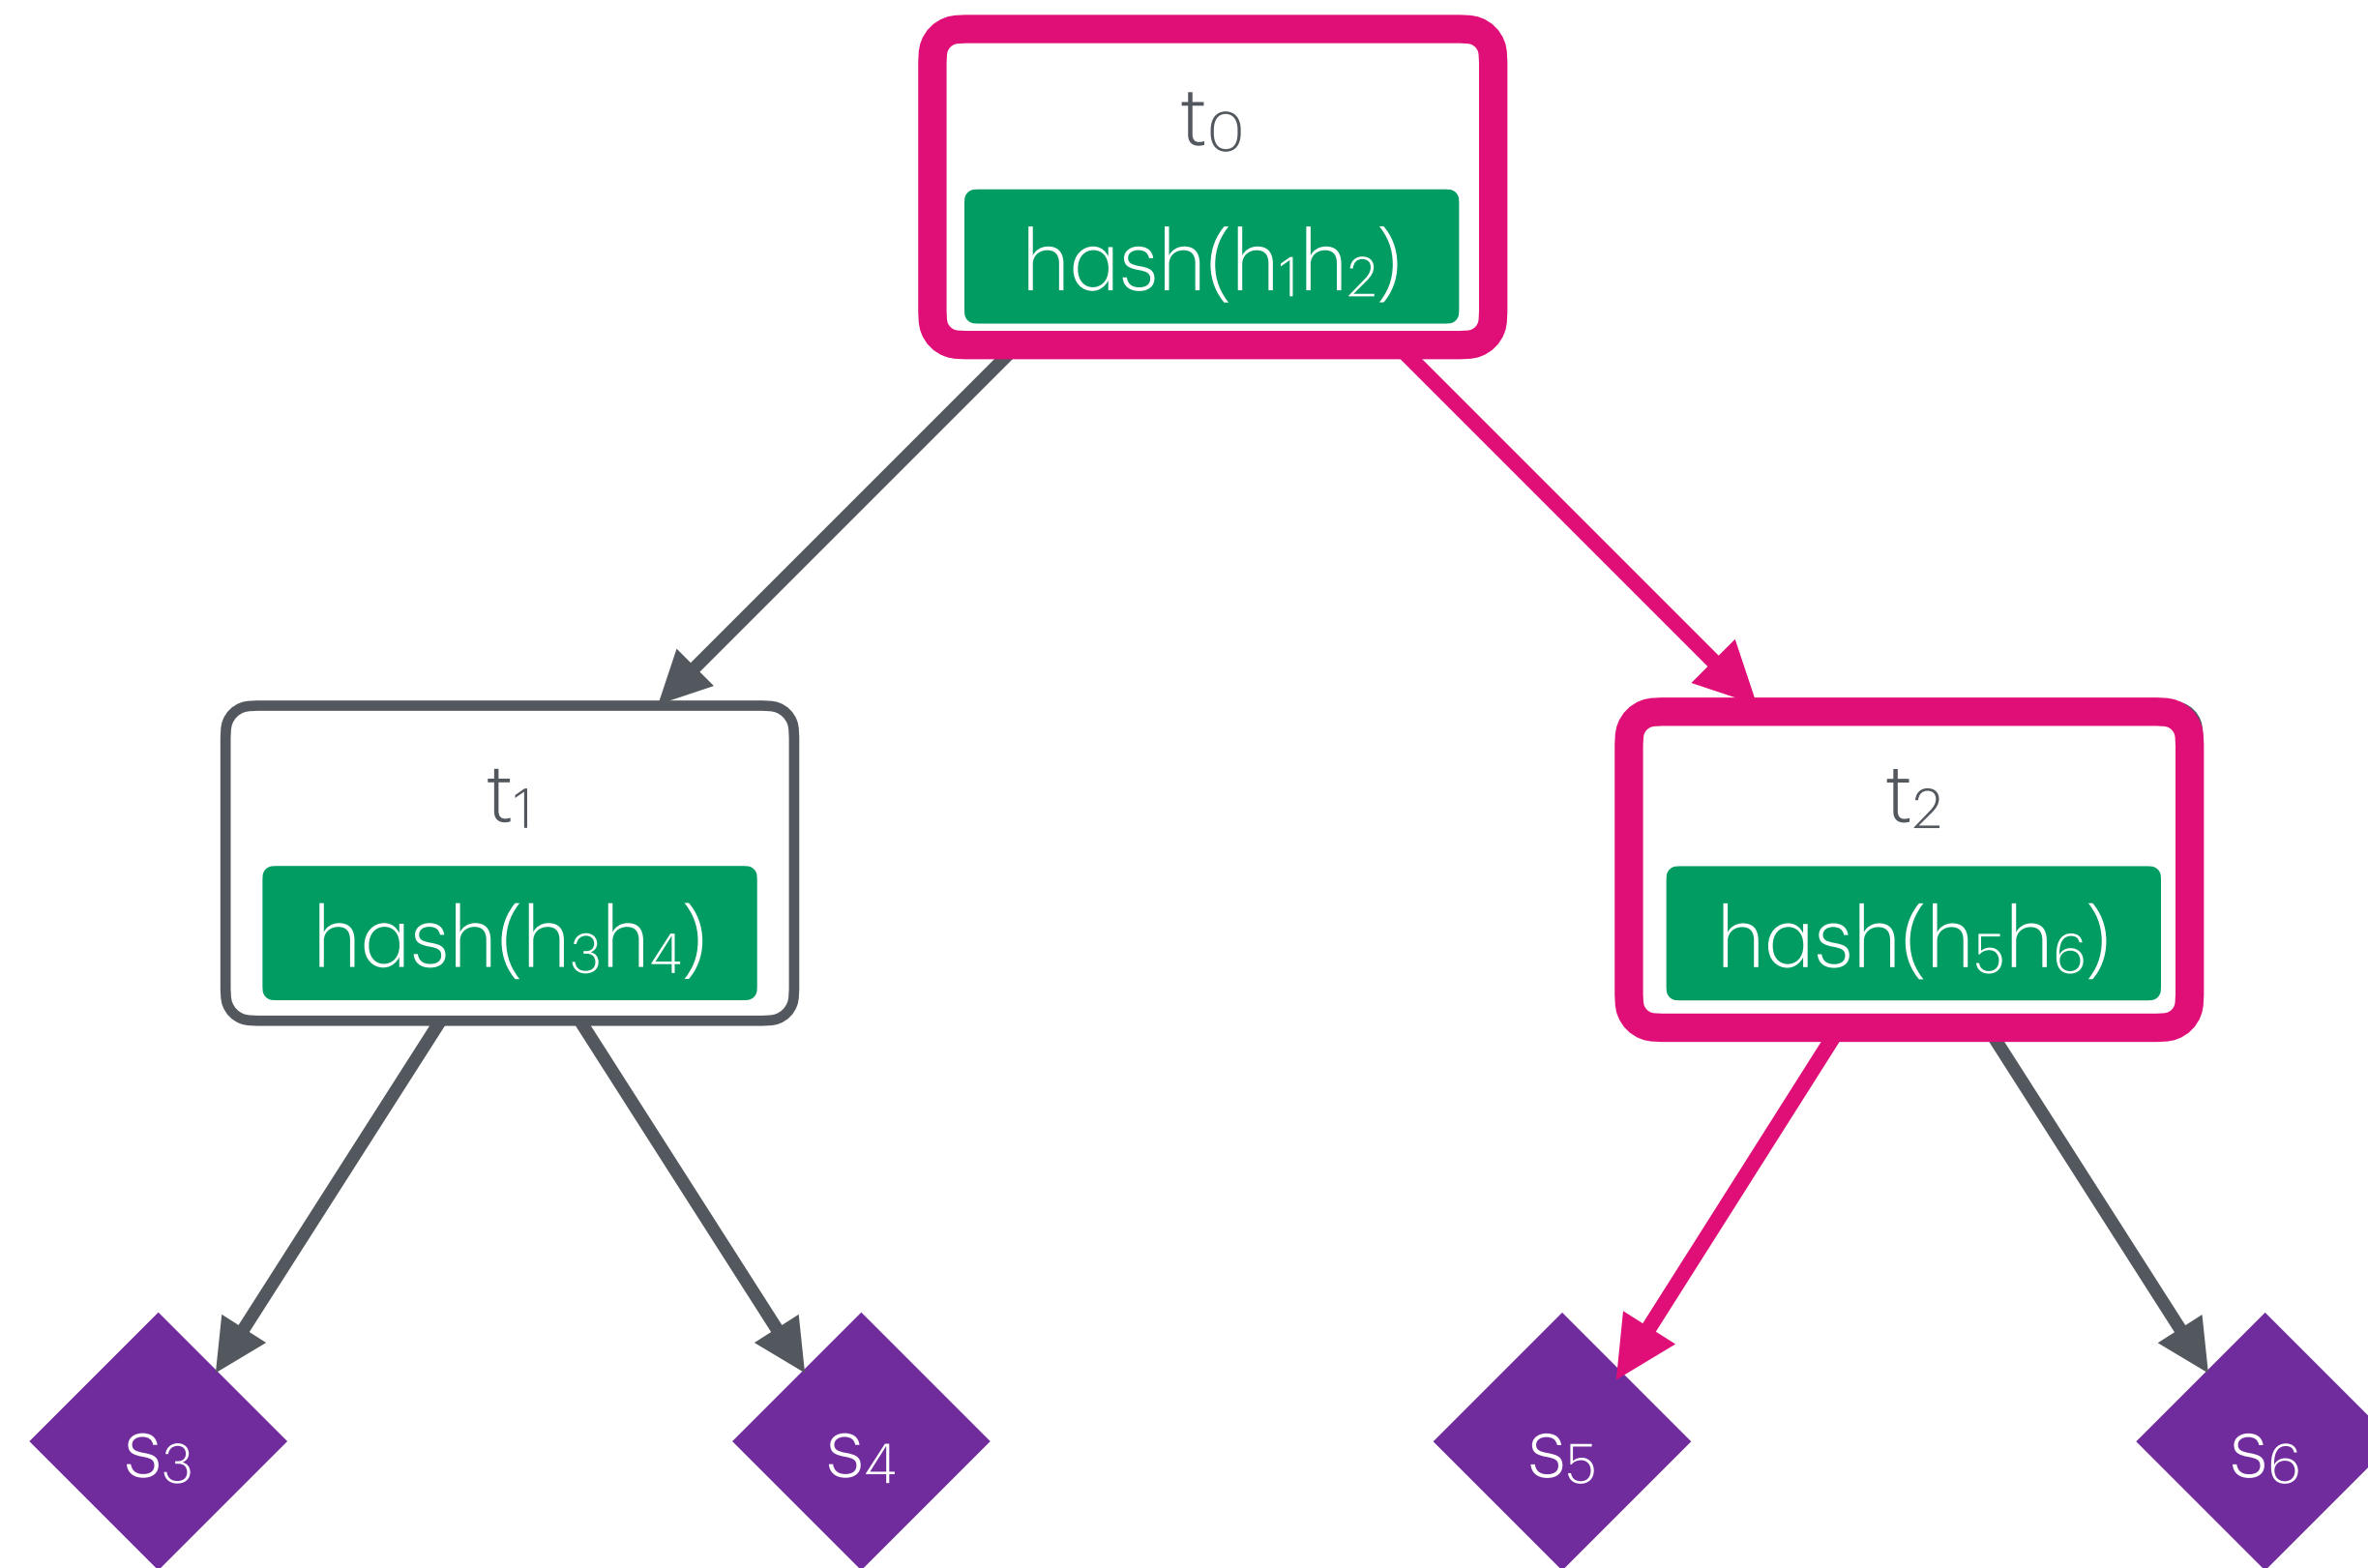 t₀
hash(h₁h₂)
t₁
t₂
hash(h₃h₄)
hash(h₅h₆)
s₃
s₄
s₅
s₆